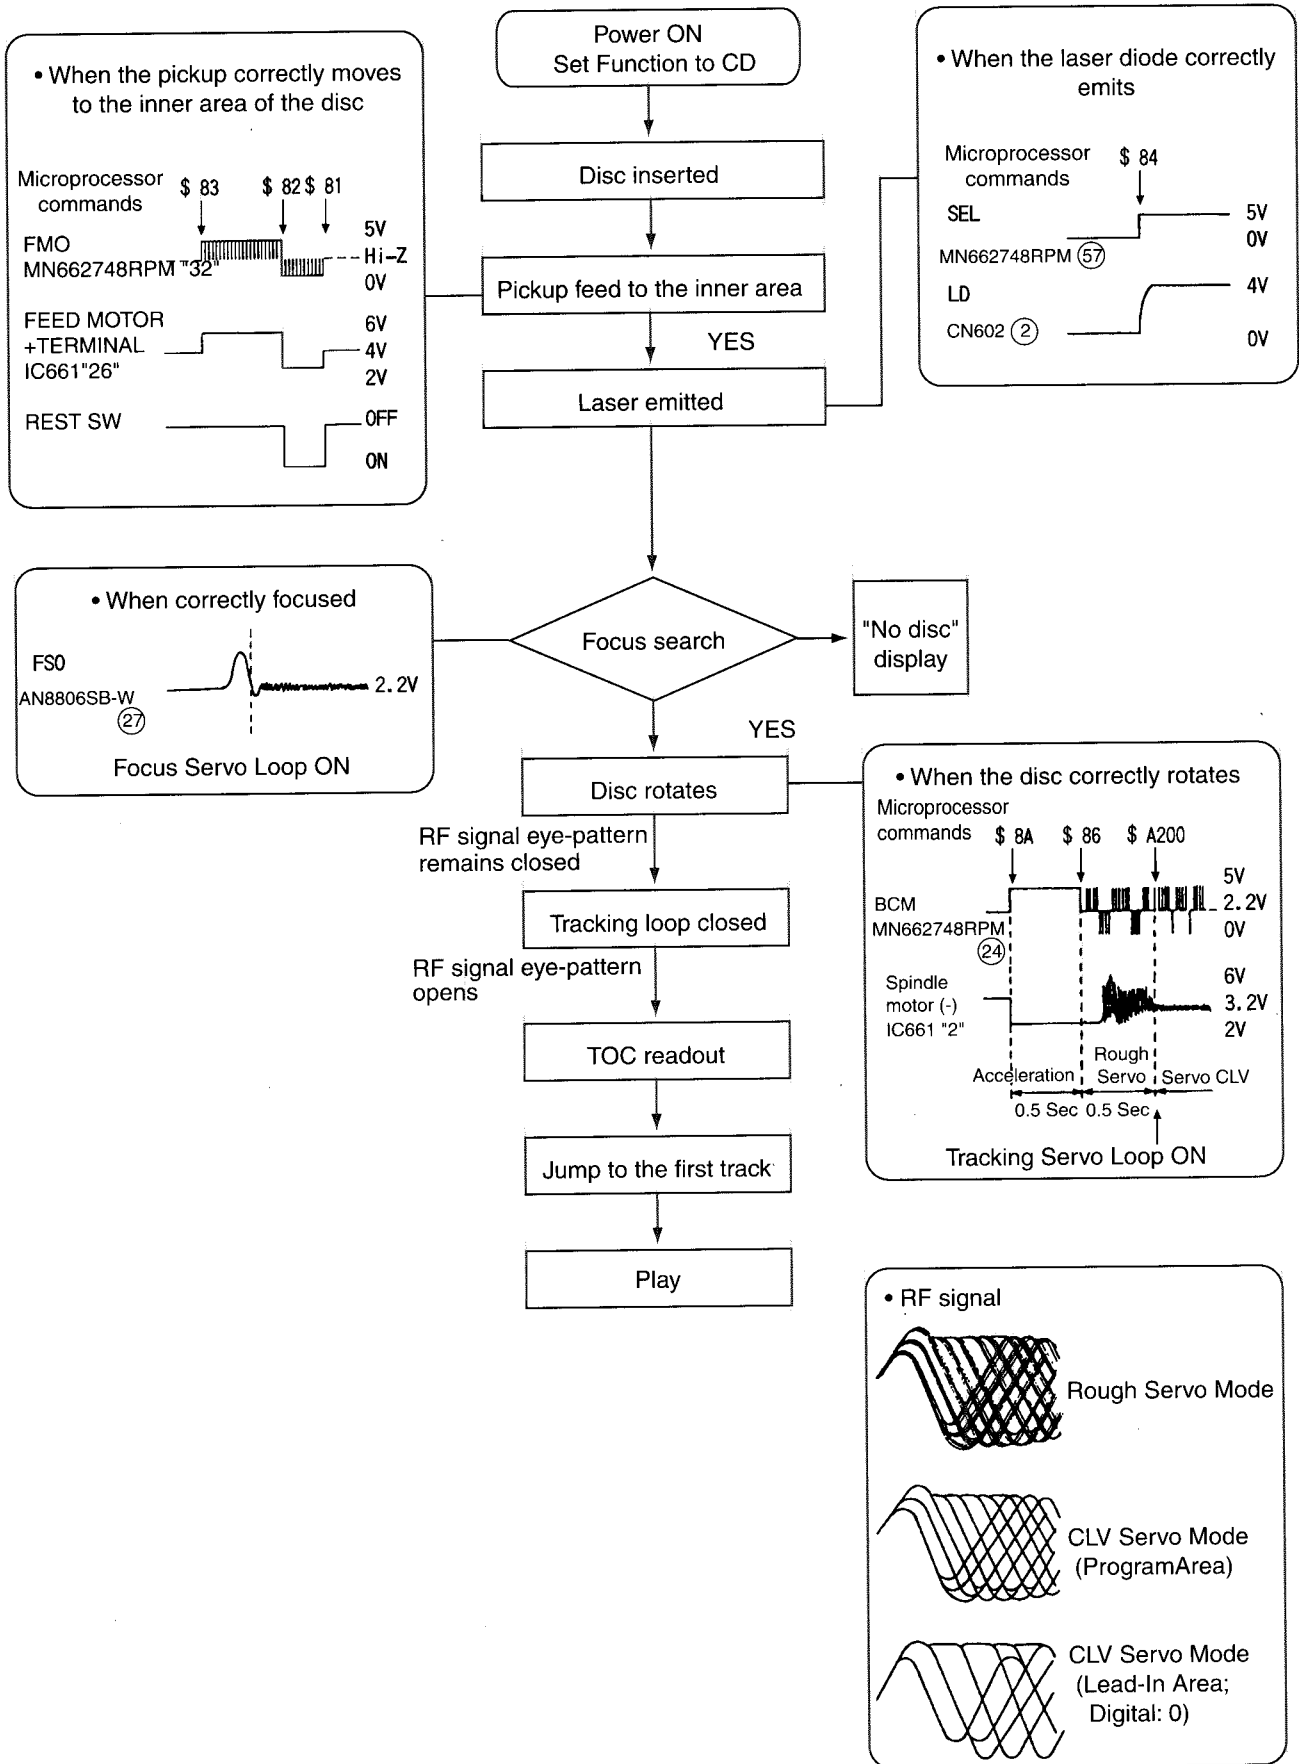 Power ON
Set Function to CD
• When the pickup correctly moves
to the inner area of the disc
Microprocessor
commands
$ 83
$ 82
$ 81
FMO
MN662748RPM "32"
5V
Hi-Z
0V
FEED MOTOR
+TERMINAL
IC661"26"
6V
4V
2V
REST SW
OFF
ON
• When the laser diode correctly
emits
Microprocessor
commands
$ 84
SEL
MN662748RPM 57
5V
0V
LD
CN602 2
4V
0V
Disc inserted
Pickup feed to the inner area
YES
Laser emitted
• When correctly focused
FSO
AN8806SB-W
27
2.2V
Focus Servo Loop ON
Focus search
"No disc"
display
YES
Disc rotates
RF signal eye-pattern
remains closed
Tracking loop closed
RF signal eye-pattern
opens
TOC readout
Jump to the first track
Play
• When the disc correctly rotates
Microprocessor
commands
$ 8A
$ 86
$ A200
BCM
MN662748RPM
24
5V
2.2V
0V
Spindle
motor (-)
IC661 "2"
6V
3.2V
2V
Acceleration
Rough
Servo
Servo CLV
0.5 Sec
0.5 Sec
Tracking Servo Loop ON
• RF signal
Rough Servo Mode
CLV Servo Mode
(ProgramArea)
CLV Servo Mode
(Lead-In Area;
Digital: 0)